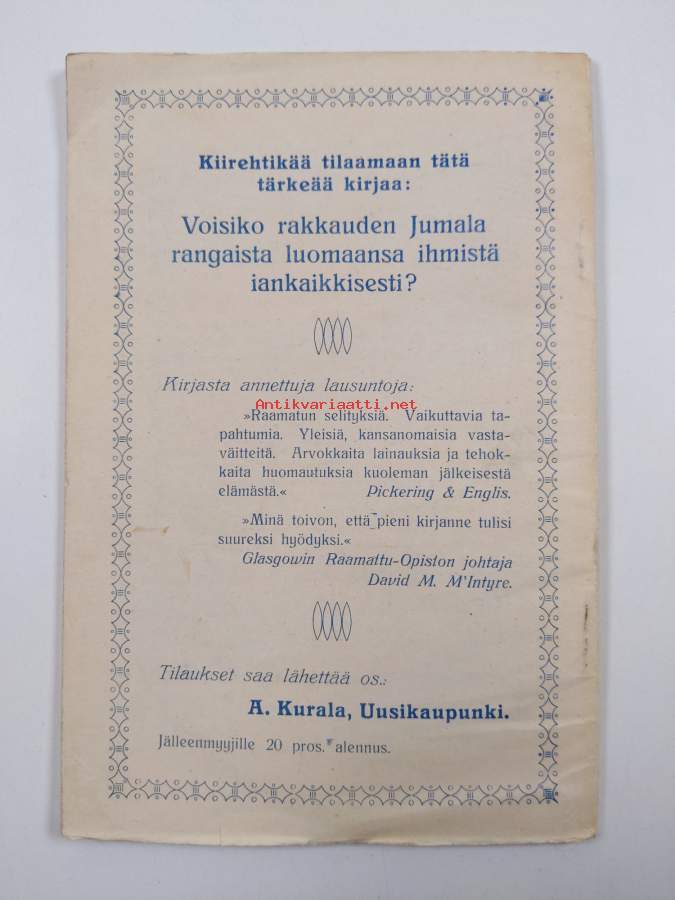 Kiirehtikää tilaamaan tätä
tärkeää kirjaa:
Voisiko rakkauden Jumala
rangaista luomaansa ihmistä
iankaikkisesti?
Kirjasta annettuja lausuntoja:
Antikvariaatti.net
»Raamatun selityksiä. Vaikuttavia ta-
pahtumia. Yleisiä, kansanomaisia vasta-
väitteitä. Arvokkaita lainauksia ja tehok-
kaita huomautuksia kuoleman jälkeisestä
elämästä.« Pickering & Englis.
»Minä toivon, että pieni kirjanne tulisi
suureksi hyödyksi.«
Glasgowin Raamattu-Opiston johtaja
David M. M'Intyre.
Tilaukset saa lähettää os.:
A. Kurala, Uusikaupunki.
Jälleenmyyjille 20 pros. alennus.